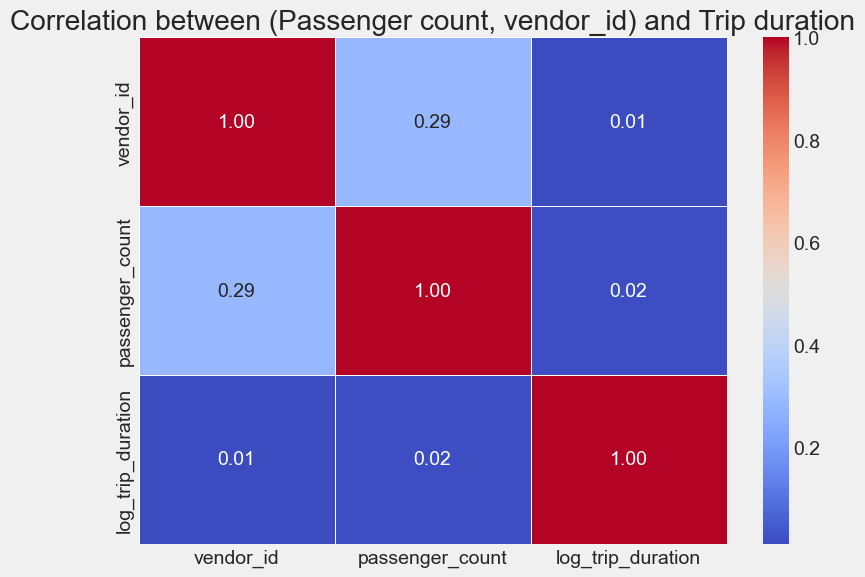 Correlation between (Passenger count, vendor_id) and Trip duration
vendor_id
1.00
0.29
0.01
passenger_count
0.29
1.00
0.02
log_trip_duration
0.01
0.02
1.00
vendor_id
passenger_count
log_trip_duration
1.0
0.8
0.6
0.4
0.2